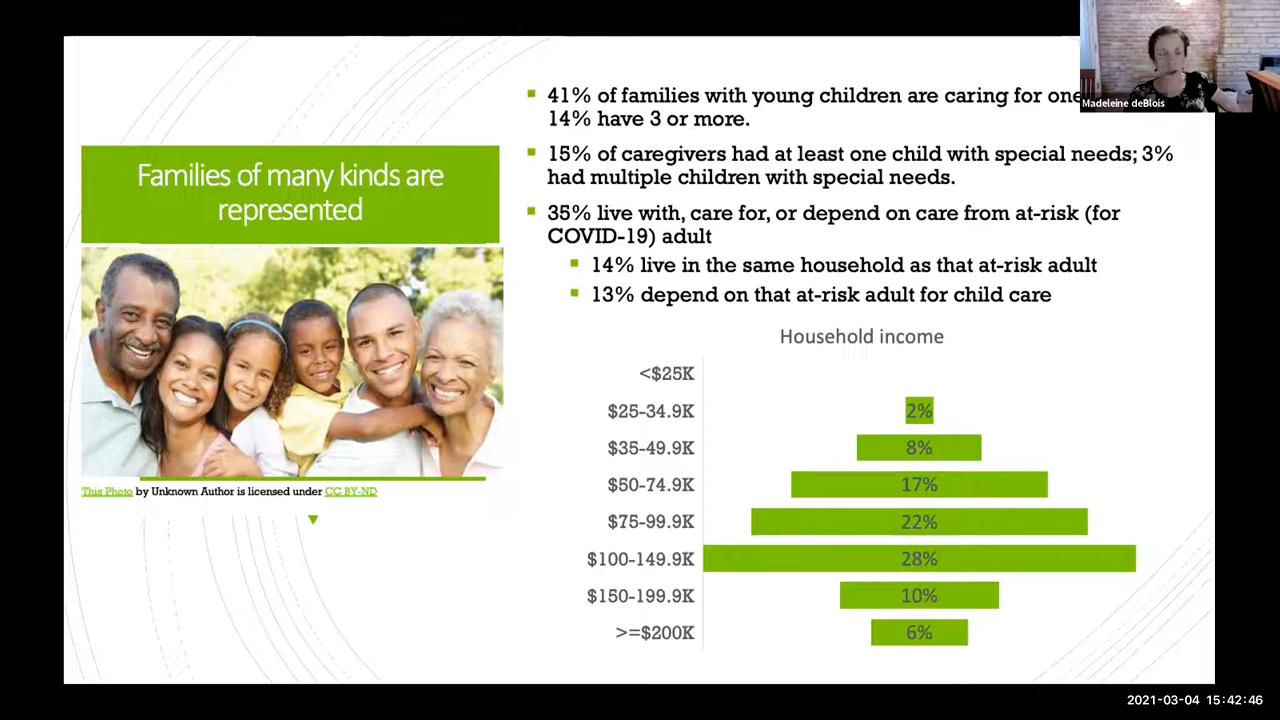 Families of many kinds are
represented
This Photo by Unknown Author is licensed under CC BY-ND
41% of families with young children are caring for one
14% have 3 or more.
15% of caregivers had at least one child with special needs; 3%
had multiple children with special needs.
35% live with, care for, or depend on care from at-risk (for
COVID-19) adult
14% live in the same household as that at-risk adult
13% depend on that at-risk adult for child care
Household income
<$25K
$25-34.9K 2%
$35-49.9K 8%
$50-74.9K 17%
$75-99.9K 22%
$100-149.9K 28%
$150-199.9K 10%
>=$200K 6%
Madeleine deBlois
2021-03-04 15:42:46